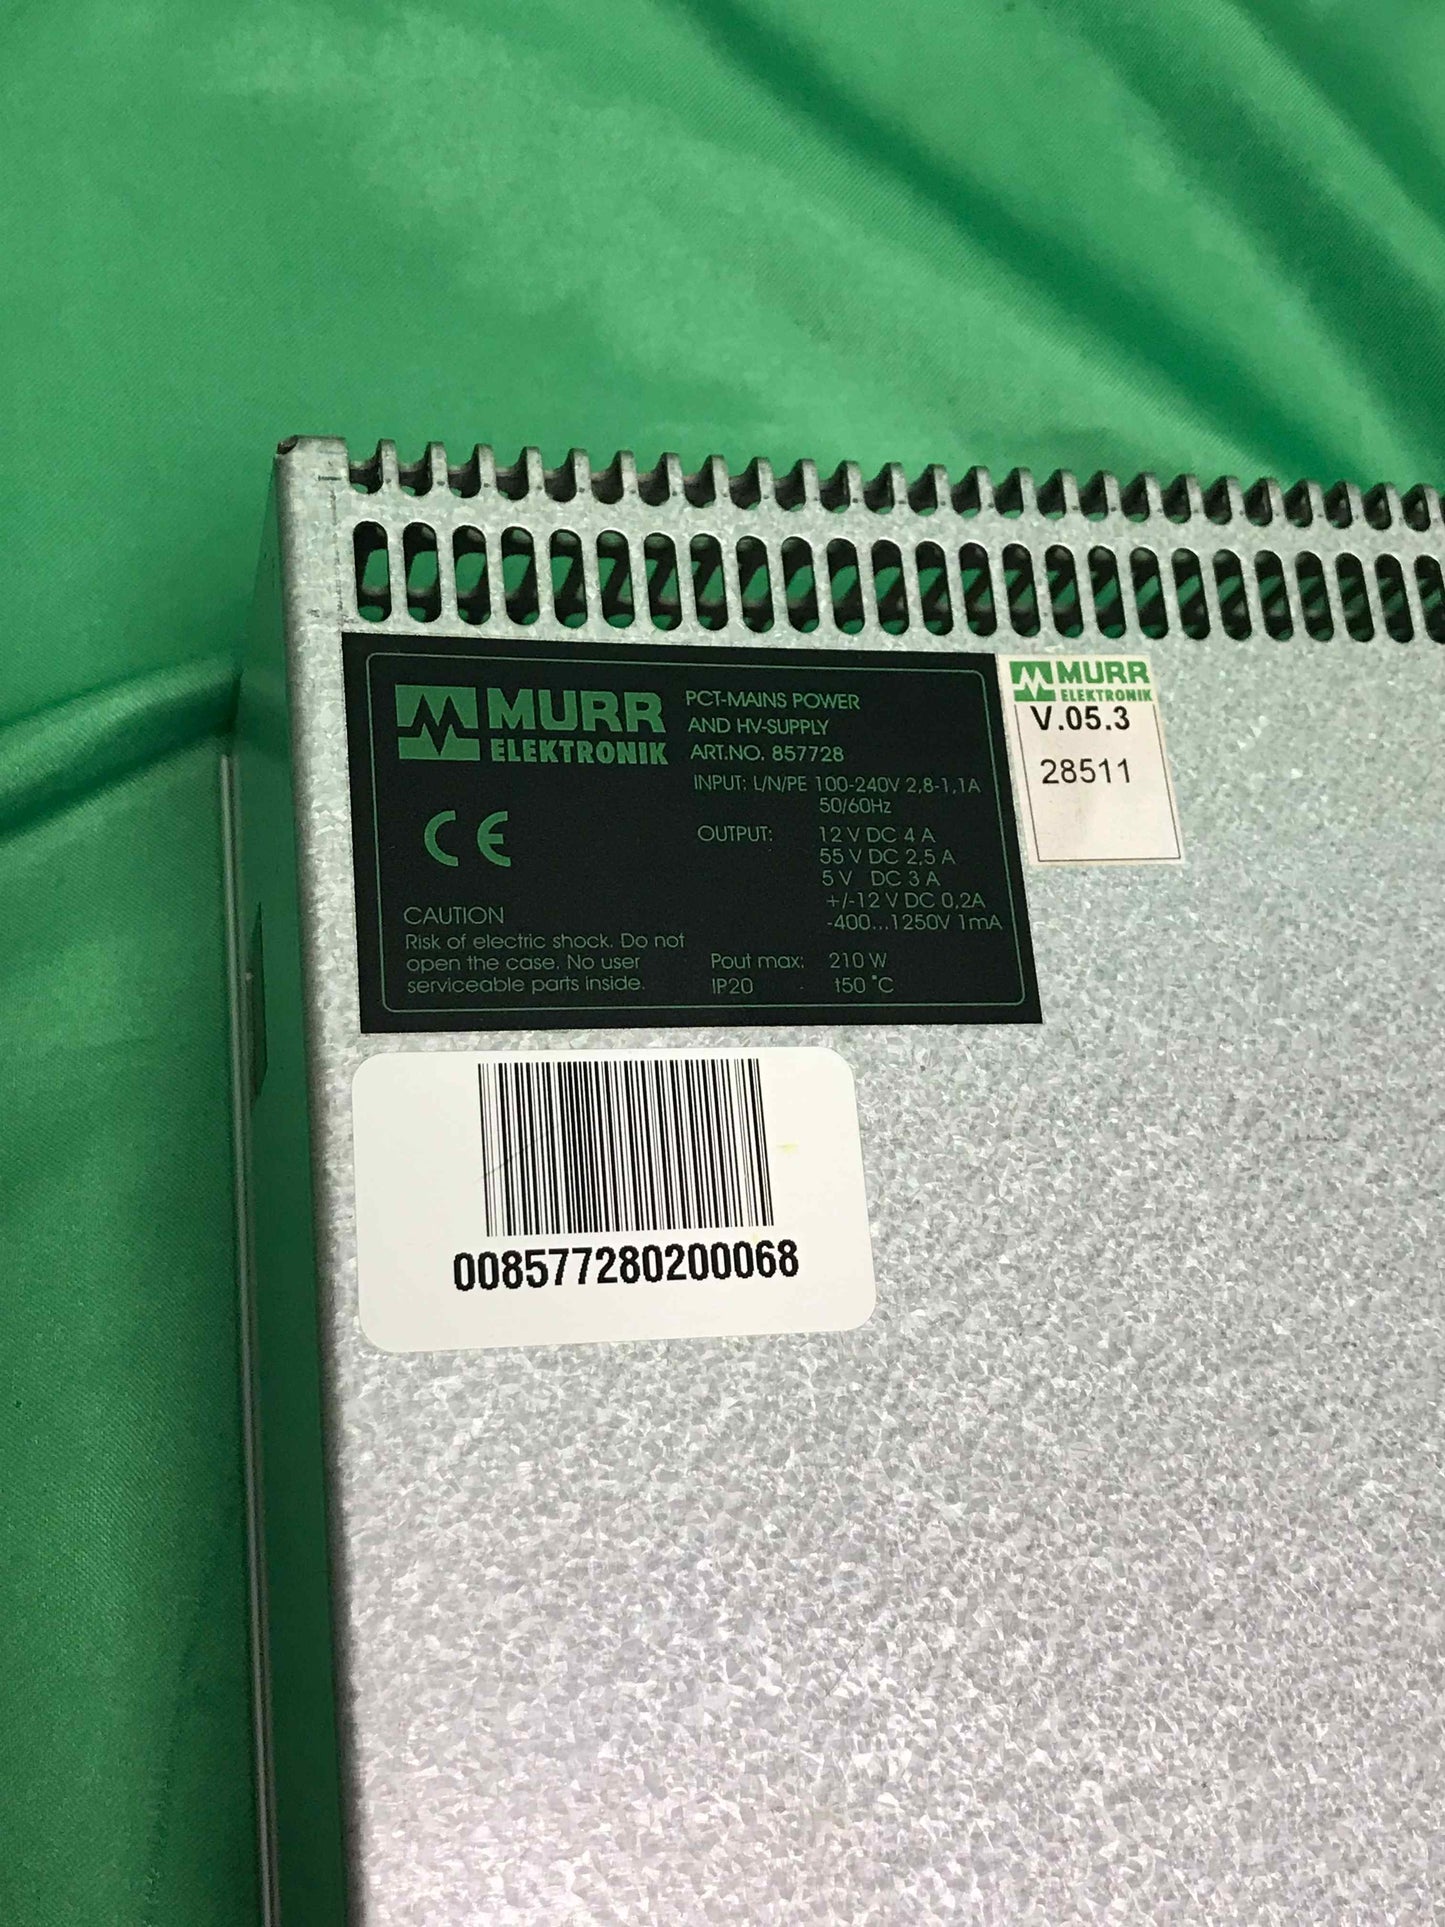 MURR
ELEKTRONIK
PCT-MAINS POWER
AND HV-SUPPLY
ART.NO. 857728
INPUT: L/N/PE 100-240V 2,8-1,1A
50/60Hz
OUTPUT: 12 V DC 4 A
55 V DC 2,5 A
5 V DC 3 A
+/-12 V DC 0,2A
-400...1250V 1mA
CE
CAUTION
Risk of electric shock. Do not
open the case. No user
serviceable parts inside.
Pout max: 210 W
IP20 t50 °C
MURR
ELEKTRONIK
V.05.3
28511
008577280200068